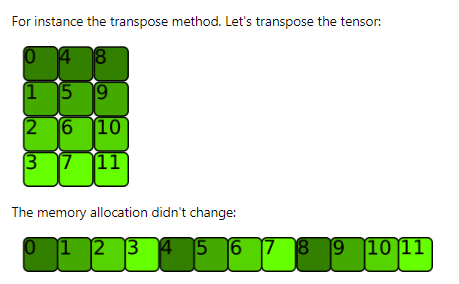 For instance the transpose method. Let's transpose the tensor:
0 4 8
1 5 9
2 6 10
3 7 11
The memory allocation didn't change:
0 1 2 3 4 5 6 7 8 9 10 11